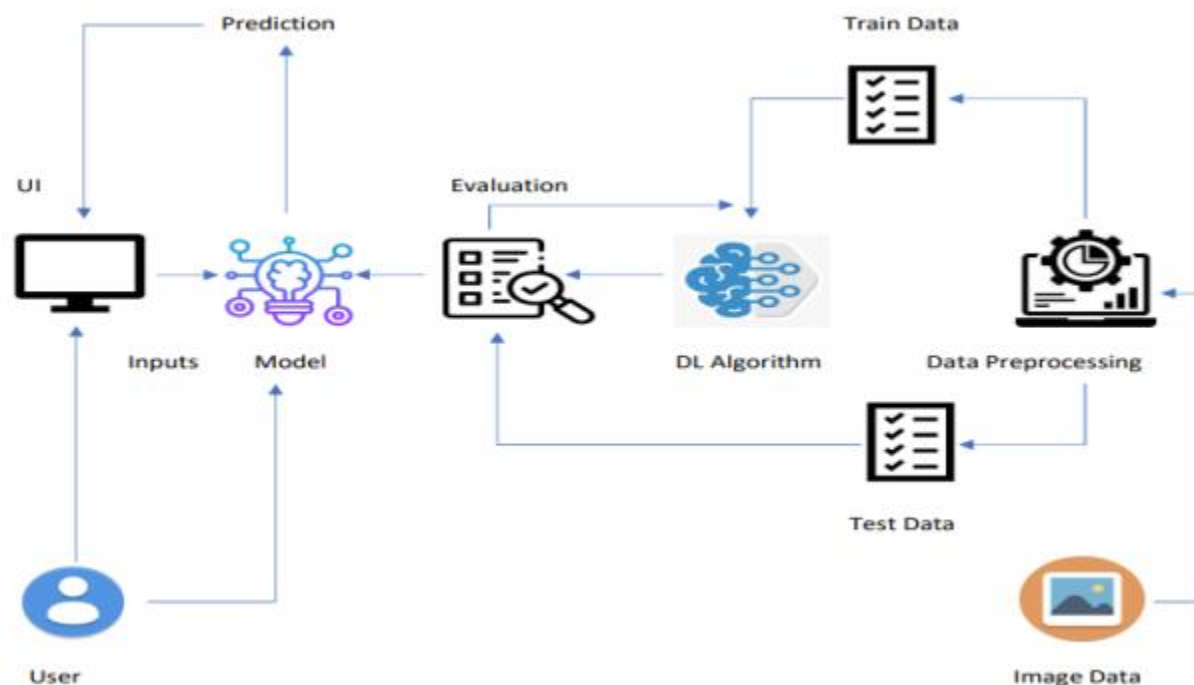 Prediction
Train Data
UI
Evaluation
Inputs
Model
DL Algorithm
Data Preprocessing
Test Data
User
Image Data